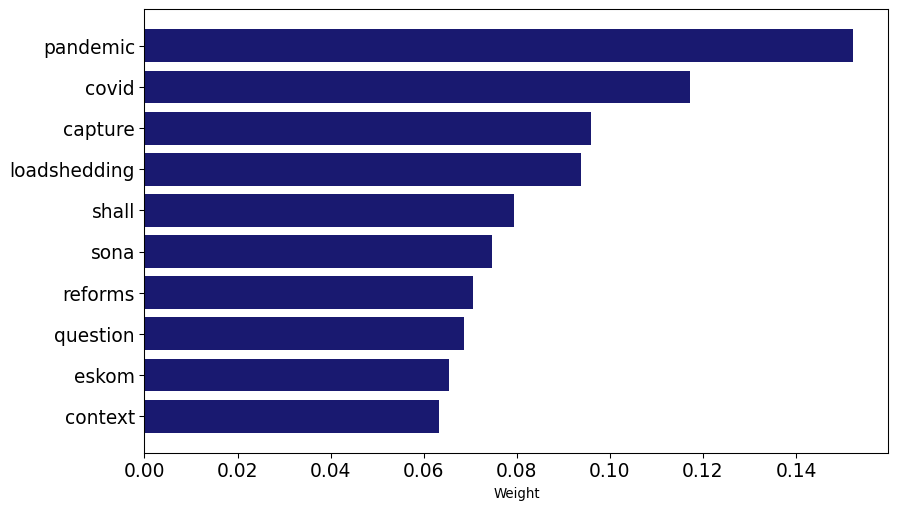 pandemic
covid
capture
loadshedding
shall
sona
reforms
question
eskom
context
0.00 0.02 0.04 0.06 0.08 0.10 0.12 0.14
Weight